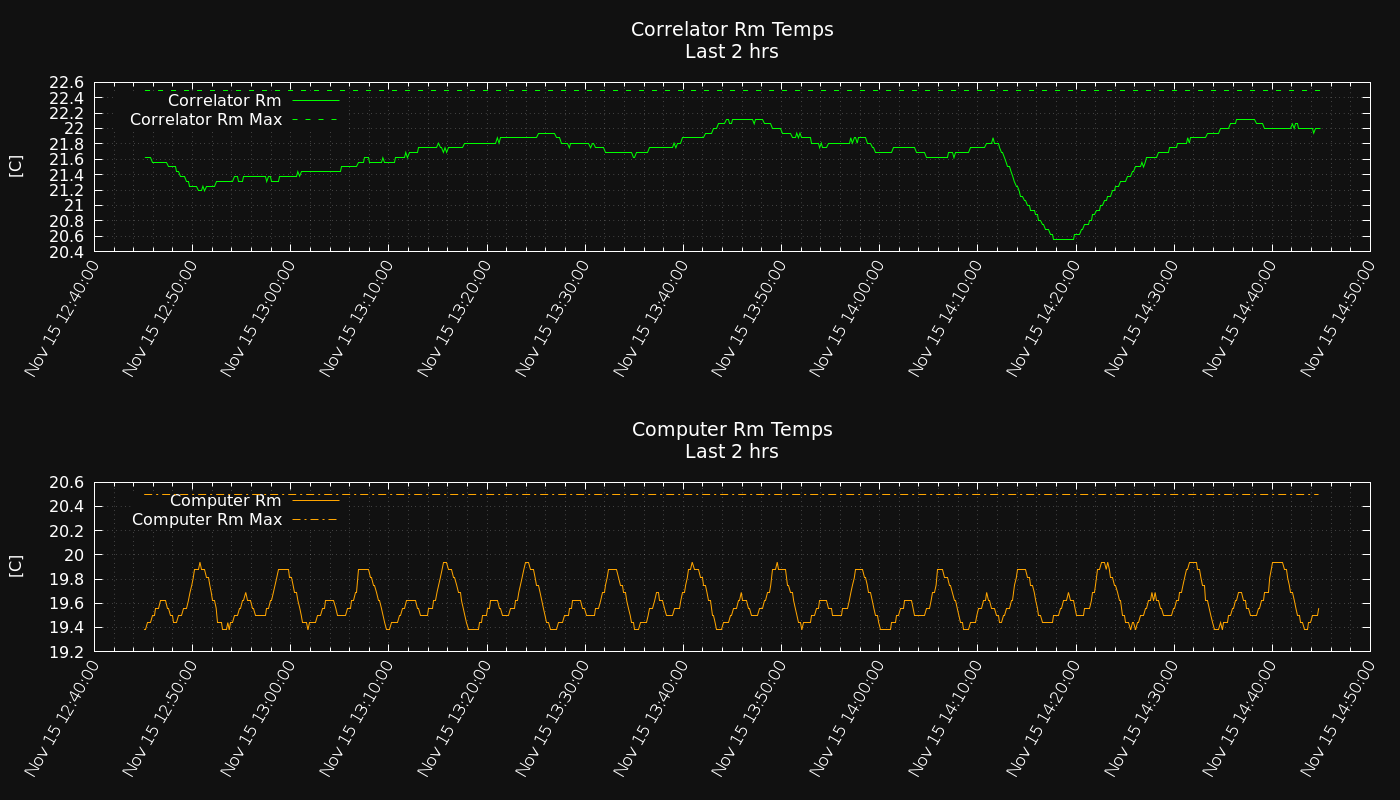 Correlator Rm Temps
Last 2 hrs
22.6
22.4
22.2
22
21.8
21.6
21.4
21.2
21
20.8
20.6
20.4
[C]
Correlator Rm
Correlator Rm Max
Nov 15 12:40:00
Nov 15 12:50:00
Nov 15 13:00:00
Nov 15 13:10:00
Nov 15 13:20:00
Nov 15 13:30:00
Nov 15 13:40:00
Nov 15 13:50:00
Nov 15 14:00:00
Nov 15 14:10:00
Nov 15 14:20:00
Nov 15 14:30:00
Nov 15 14:40:00
Nov 15 14:50:00
Computer Rm Temps
Last 2 hrs
20.6
20.4
20.2
20
19.8
19.6
19.4
19.2
[C]
Computer Rm
Computer Rm Max
Nov 15 12:40:00
Nov 15 12:50:00
Nov 15 13:00:00
Nov 15 13:10:00
Nov 15 13:20:00
Nov 15 13:30:00
Nov 15 13:40:00
Nov 15 13:50:00
Nov 15 14:00:00
Nov 15 14:10:00
Nov 15 14:20:00
Nov 15 14:30:00
Nov 15 14:40:00
Nov 15 14:50:00